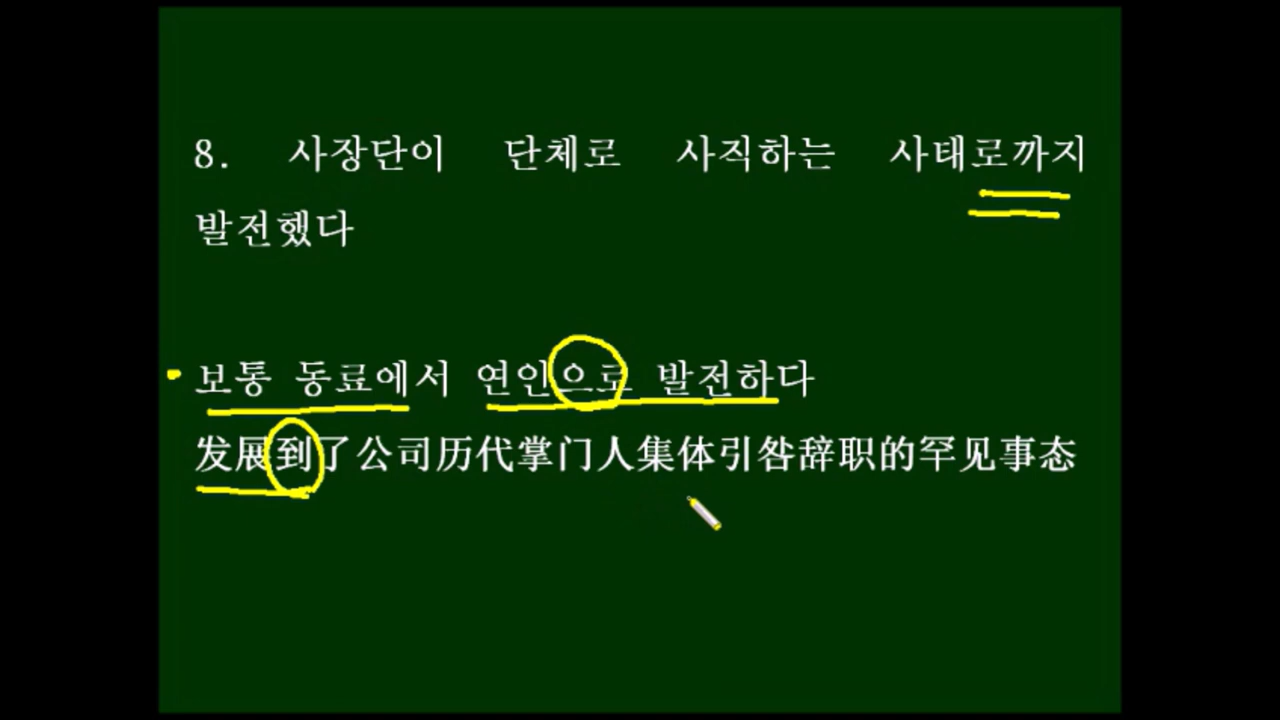 8. 사장단이 단체로 사직하는 사태로까지
발전했다
보통 동료에서 연인으로 발전하다
发展到了公司历代掌门人集体引咎辞职的罕见事态